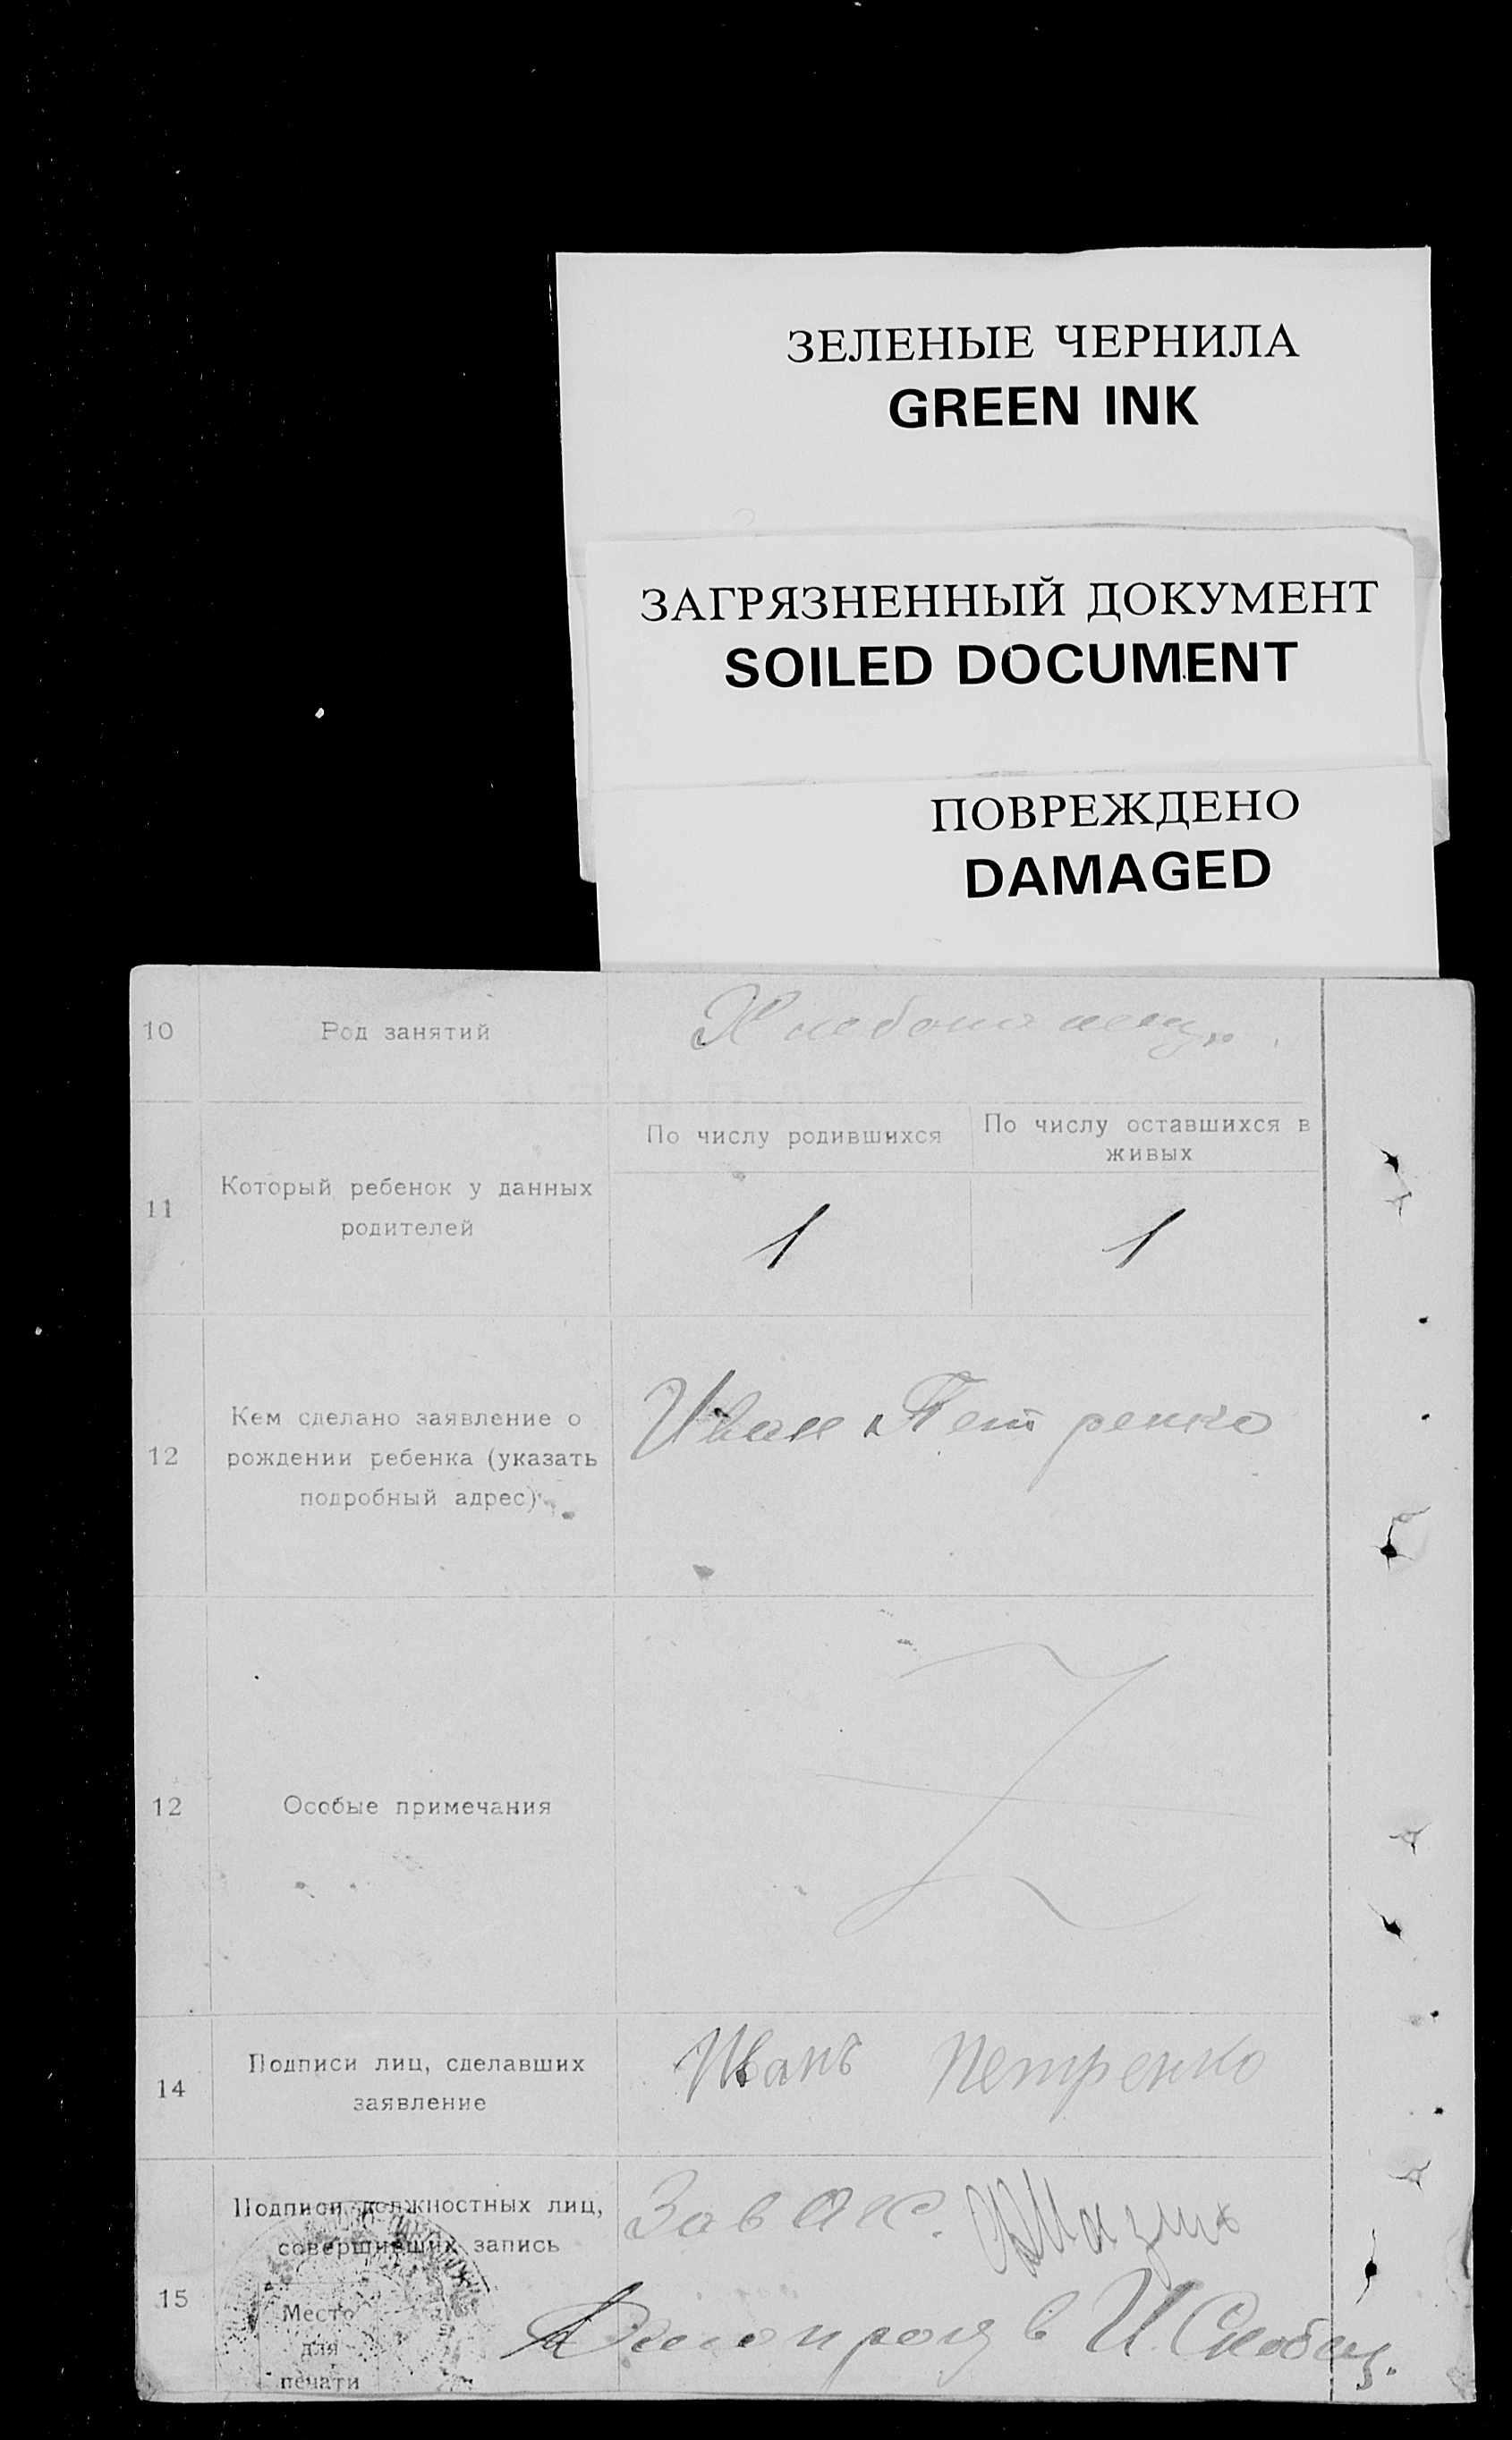 ЗЕЛЕНЫЕ ЧЕРНИЛА
GREEN INK
ЗАГРЯЗНЕННЫЙ ДОКУМЕНТ
SOILED DOCUMENT
ПОВРЕЖДЕНО
DAMAGED
10 Род занятий
11 Который ребенок у данных
родителей
По числу родившихся
По числу оставшихся в
живых
1 1
12 Кем сделано заявление о
рождении ребенка (указать
подробный адрес)
Иван Петренко
12 Особые примечания
14 Подписи лиц, сделавших
заявление
Иванъ Петренко
15 Подписи должностных лиц,
совершивших запись
Зав
Место
для
печати
Делопроизв И.